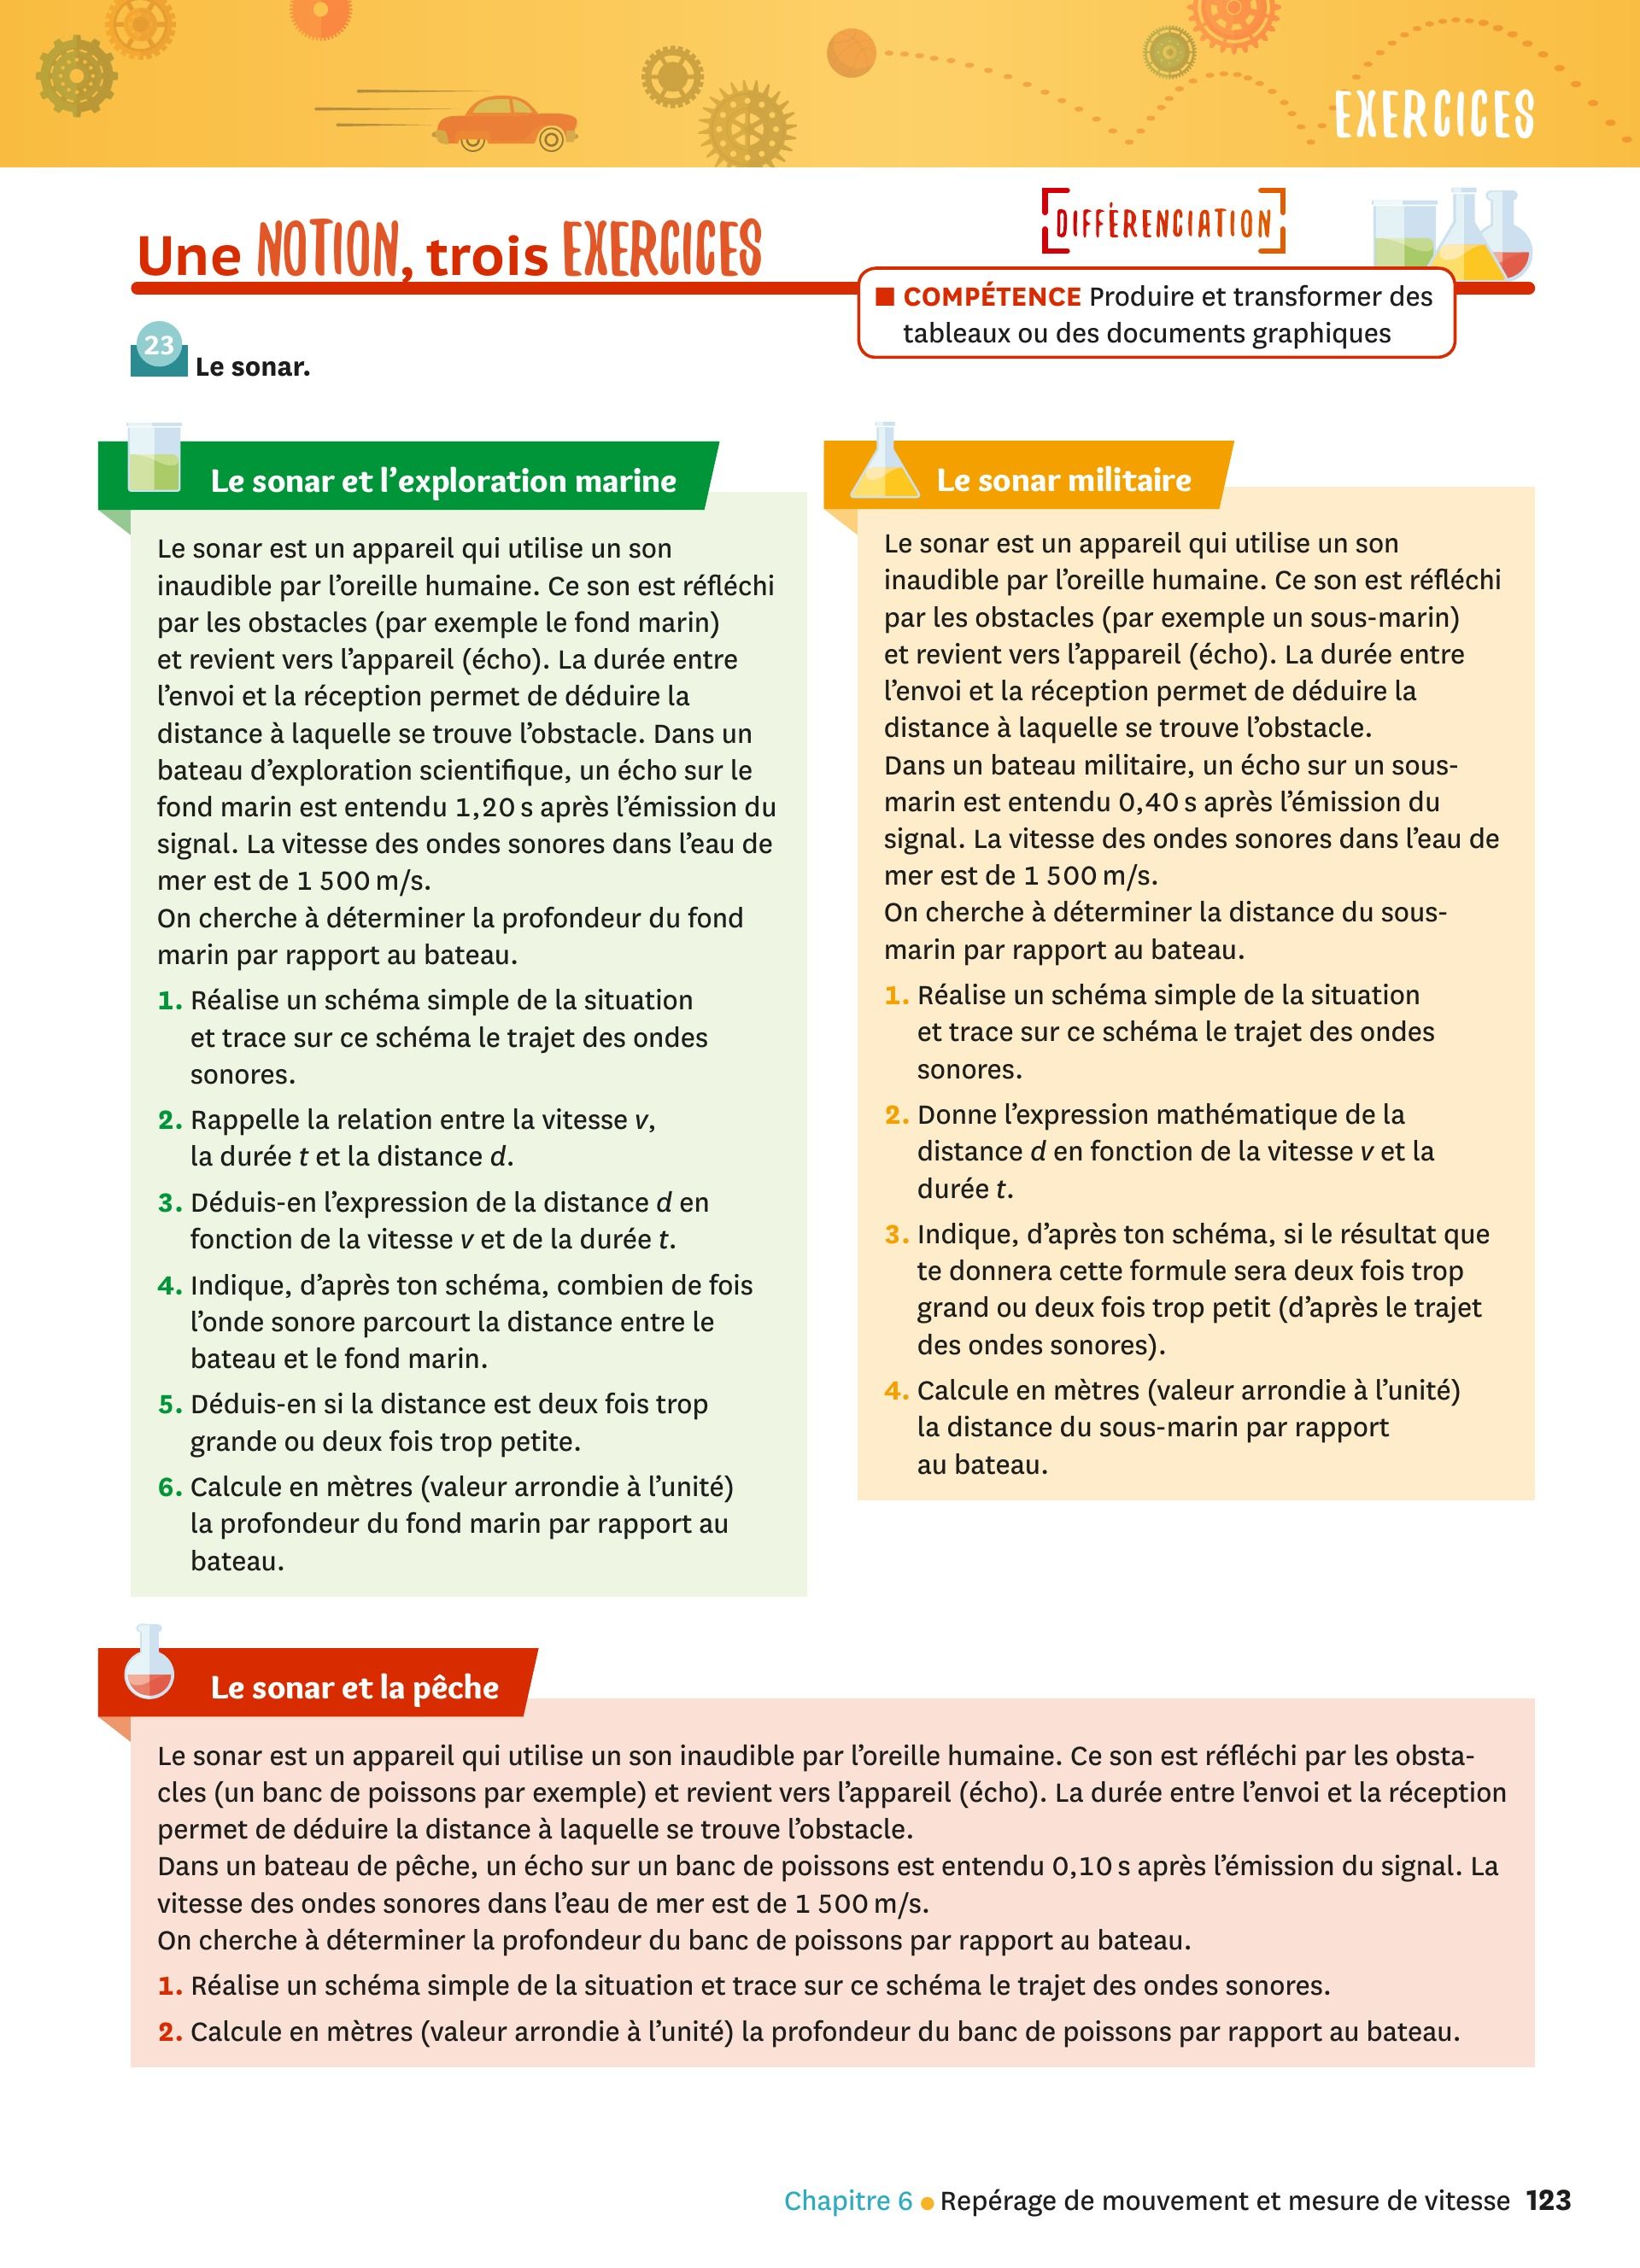 EXERCICES
Une NOTION, trois EXERCICES
DIFFÉRENCIATION
■ COMPÉTENCE Produire et transformer des
tableaux ou des documents graphiques
23 Le sonar.
Le sonar et l'exploration marine
Le sonar est un appareil qui utilise un son
inaudible par l'oreille humaine. Ce son est réfléchi
par les obstacles (par exemple le fond marin)
et revient vers l'appareil (écho). La durée entre
l'envoi et la réception permet de déduire la
distance à laquelle se trouve l'obstacle. Dans un
bateau d'exploration scientifique, un écho sur le
fond marin est entendu 1,20 s après l'émission du
signal. La vitesse des ondes sonores dans l'eau de
mer est de 1 500 m/s.
On cherche à déterminer la profondeur du fond
marin par rapport au bateau.
1. Réalise un schéma simple de la situation
et trace sur ce schéma le trajet des ondes
sonores.
2. Rappelle la relation entre la vitesse v,
la durée t et la distance d.
3. Déduis-en l'expression de la distance d en
fonction de la vitesse v et de la durée t.
4. Indique, d'après ton schéma, combien de fois
l'onde sonore parcourt la distance entre le
bateau et le fond marin.
5. Déduis-en si la distance est deux fois trop
grande ou deux fois trop petite.
6. Calcule en mètres (valeur arrondie à l'unité)
la profondeur du fond marin par rapport au
bateau.
Le sonar militaire
Le sonar est un appareil qui utilise un son
inaudible par l'oreille humaine. Ce son est réfléchi
par les obstacles (par exemple un sous-marin)
et revient vers l'appareil (écho). La durée entre
l'envoi et la réception permet de déduire la
distance à laquelle se trouve l'obstacle.
Dans un bateau militaire, un écho sur un sous-
marin est entendu 0,40 s après l'émission du
signal. La vitesse des ondes sonores dans l'eau de
mer est de 1 500 m/s.
On cherche à déterminer la distance du sous-
marin par rapport au bateau.
1. Réalise un schéma simple de la situation
et trace sur ce schéma le trajet des ondes
sonores.
2. Donne l'expression mathématique de la
distance d en fonction de la vitesse v et la
durée t.
3. Indique, d'après ton schéma, si le résultat que
te donnera cette formule sera deux fois trop
grand ou deux fois trop petit (d'après le trajet
des ondes sonores).
4. Calcule en mètres (valeur arrondie à l'unité)
la distance du sous-marin par rapport
au bateau.
Le sonar et la pêche
Le sonar est un appareil qui utilise un son inaudible par l'oreille humaine. Ce son est réfléchi par les obsta-
cles (un banc de poissons par exemple) et revient vers l'appareil (écho). La durée entre l'envoi et la réception
permet de déduire la distance à laquelle se trouve l'obstacle.
Dans un bateau de pêche, un écho sur un banc de poissons est entendu 0,10 s après l'émission du signal. La
vitesse des ondes sonores dans l'eau de mer est de 1 500 m/s.
On cherche à déterminer la profondeur du banc de poissons par rapport au bateau.
1. Réalise un schéma simple de la situation et trace sur ce schéma le trajet des ondes sonores.
2. Calcule en mètres (valeur arrondie à l'unité) la profondeur du banc de poissons par rapport au bateau.
Chapitre 6 ● Repérage de mouvement et mesure de vitesse 123